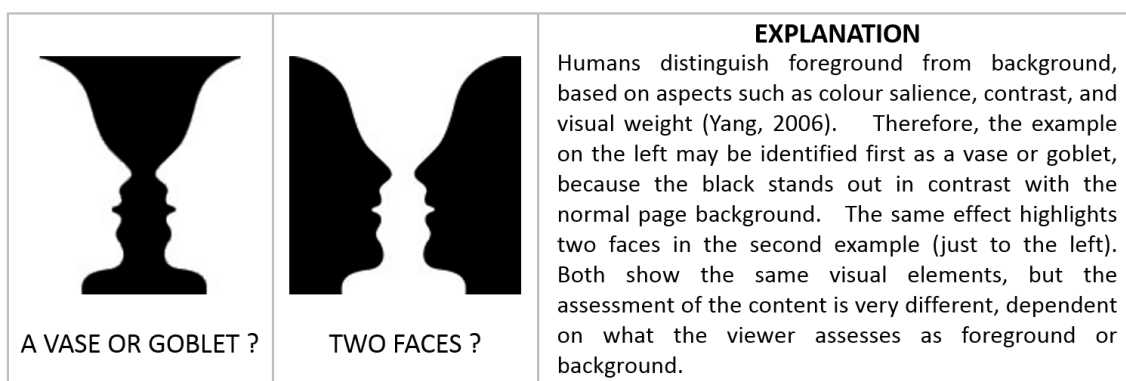 A VASE OR GOBLET ?
TWO FACES ?
EXPLANATION
Humans distinguish foreground from background,
based on aspects such as colour salience, contrast, and
visual weight (Yang, 2006). Therefore, the example
on the left may be identified first as a vase or goblet,
because the black stands out in contrast with the
normal page background. The same effect highlights
two faces in the second example (just to the left).
Both show the same visual elements, but the
assessment of the content is very different, dependent
on what the viewer assesses as foreground or
background.